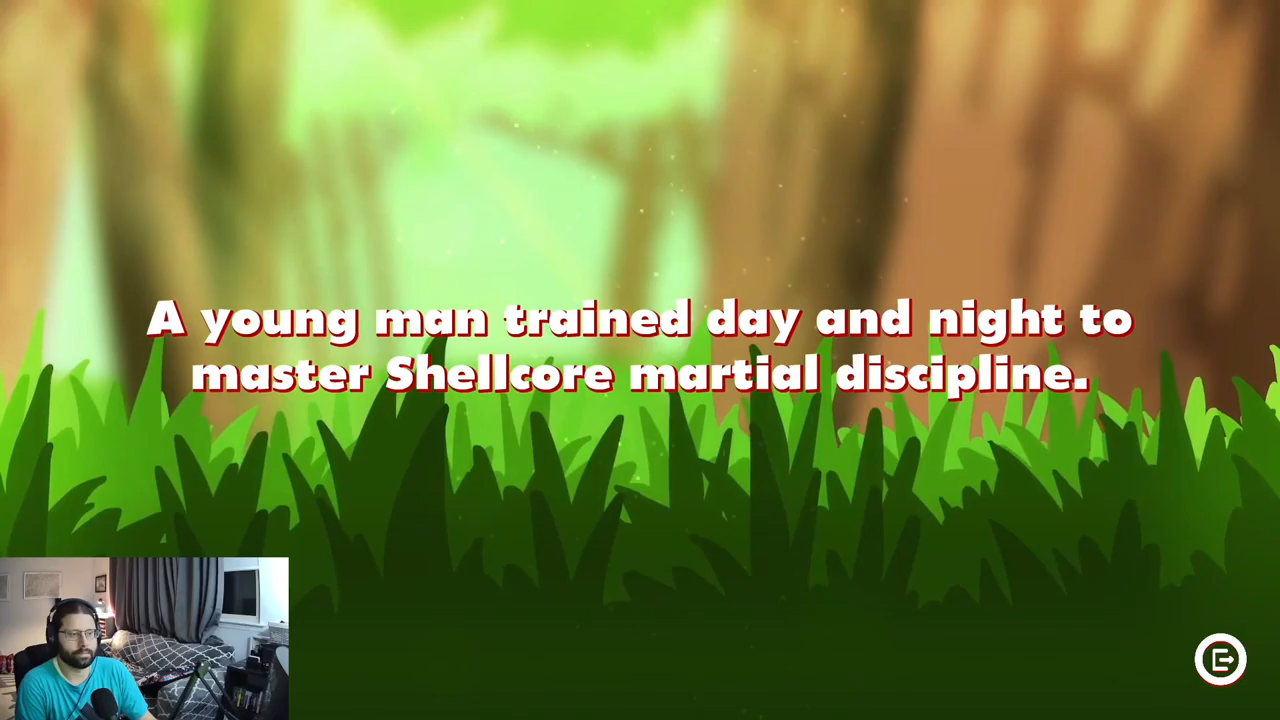 A young man trained day and night to
master Shellcore martial discipline.